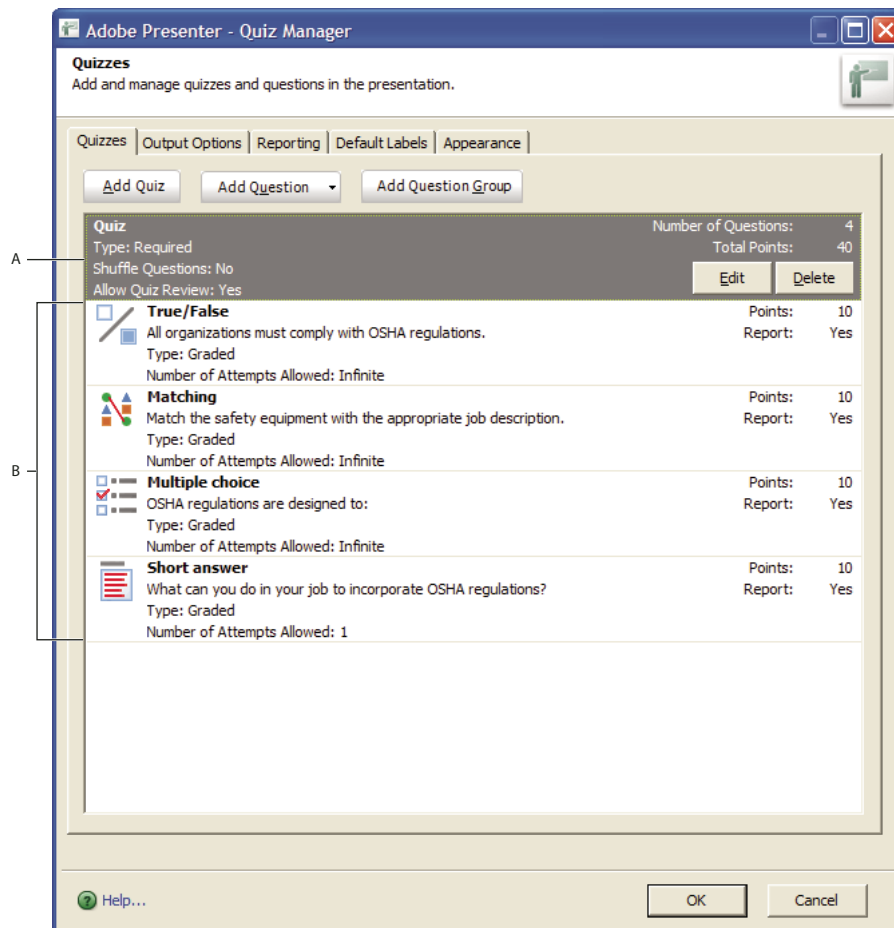 Adobe Presenter - Quiz Manager
Quizzes
Add and manage quizzes and questions in the presentation.
Quizzes Output Options Reporting Default Labels Appearance
Add Quiz Add Question Add Question Group
Quiz Number of Questions: 4
Type: Required Total Points: 40
A
Shuffle Questions: No Edit Delete
Allow Quiz Review: Yes
True/False Points: 10
All organizations must comply with OSHA regulations. Report: Yes
Type: Graded
Number of Attempts Allowed: Infinite
Matching Points: 10
Match the safety equipment with the appropriate job description. Report: Yes
Type: Graded
Number of Attempts Allowed: Infinite
B
Multiple choice Points: 10
OSHA regulations are designed to: Report: Yes
Type: Graded
Number of Attempts Allowed: Infinite
Short answer Points: 10
What can you do in your job to incorporate OSHA regulations? Report: Yes
Type: Graded
Number of Attempts Allowed: 1
? Help... OK Cancel